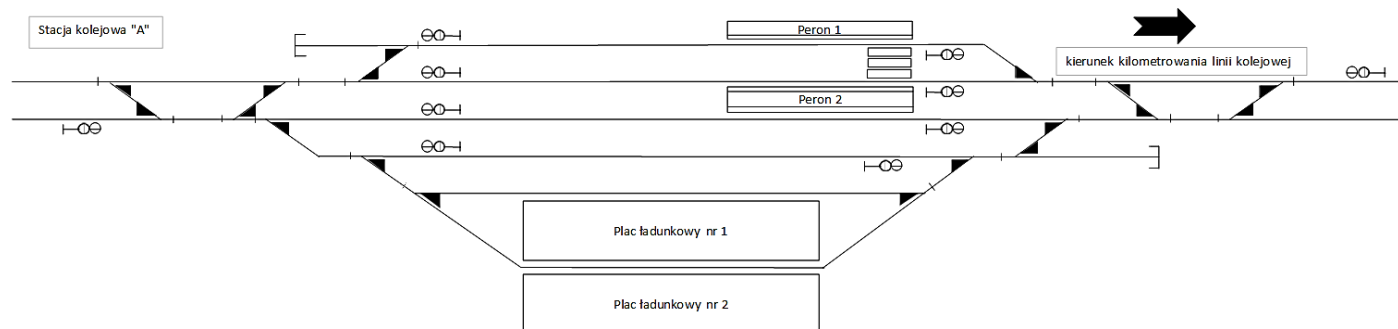 Stacja kolejowa "A"
Peron 1
kierunek kilometrowania linii kolejowej
Peron 2
Plac ładunkowy nr 1
Plac ładunkowy nr 2